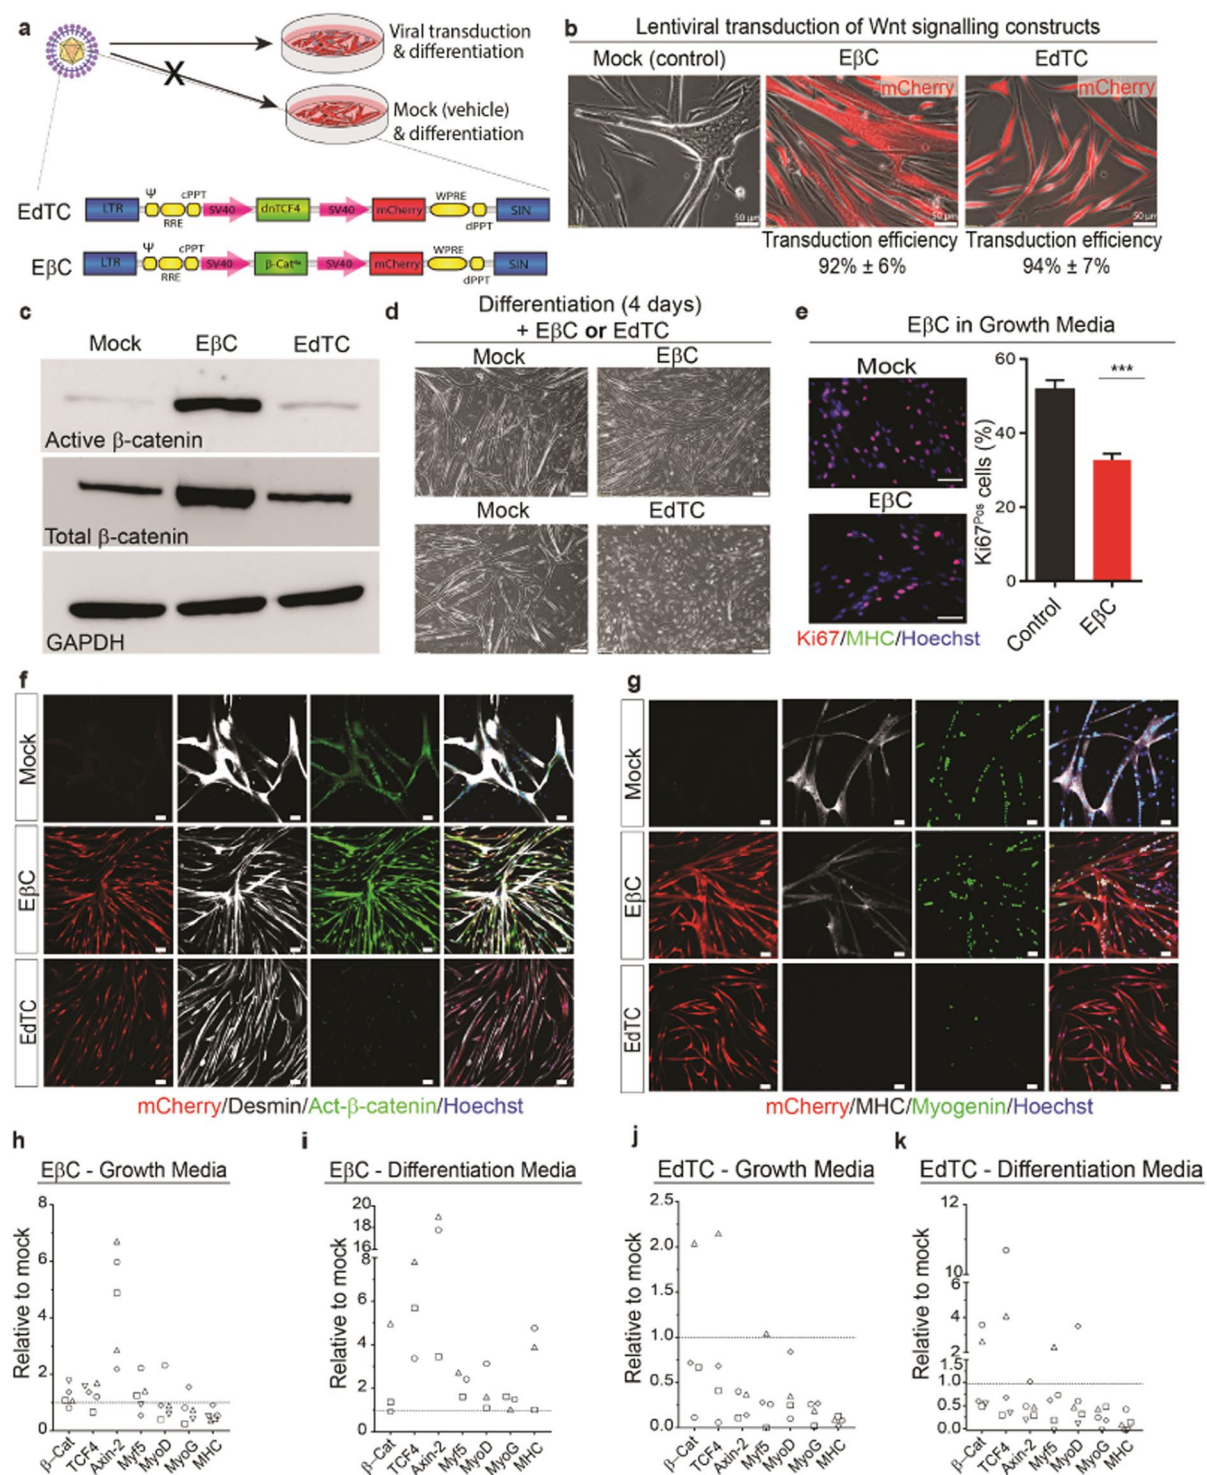 a
Viral transduction
& differentiation
X
Mock (vehicle)
& differentiation
EdTC
LTR
Ψ
RRE
cPPT
SV40
dnTCF4
SV40
mCherry
WPRE
dPPT
SIN
EβC
LTR
Ψ
RRE
cPPT
SV40
SV40
mCherry
WPRE
dPPT
SIN
b
Lentiviral transduction of Wnt signalling constructs
Mock (control)
EβC
EdTC
mCherry
mCherry
50 µm
50 µm
50 µm
Transduction efficiency
92% ± 6%
Transduction efficiency
94% ± 7%
c
Mock
EβC
EdTC
Active β-catenin
Total β-catenin
GAPDH
d
Differentiation (4 days)
+ EβC or EdTC
Mock
EβC
Mock
EdTC
e
EβC in Growth Media
Mock
EβC
Ki67/MHC/Hoechst
Ki67Pos cells (%)
60
40
20
0
***
Control
EβC
f
Mock
EβC
EdTC
mCherry/Desmin/Act-β-catenin/Hoechst
g
Mock
EβC
EdTC
mCherry/MHC/Myogenin/Hoechst
h
EβC - Growth Media
Relative to mock
8
6
4
2
0
β-Cat
TCF4
Axin-2
Myf5
MyoD
MyoG
MHC
i
EβC - Differentiation Media
Relative to mock
20
18
16
8
6
4
2
0
β-Cat
TCF4
Axin-2
Myf5
MyoD
MyoG
MHC
j
EdTC - Growth Media
Relative to mock
2.5
2.0
1.5
1.0
0.5
0.0
β-Cat
TCF4
Axin-2
Myf5
MyoD
MyoG
MHC
k
EdTC - Differentiation Media
Relative to mock
12
10
6
4
2
1.5
1.0
0.5
0.0
β-Cat
TCF4
Axin-2
Myf5
MyoD
MyoG
MHC